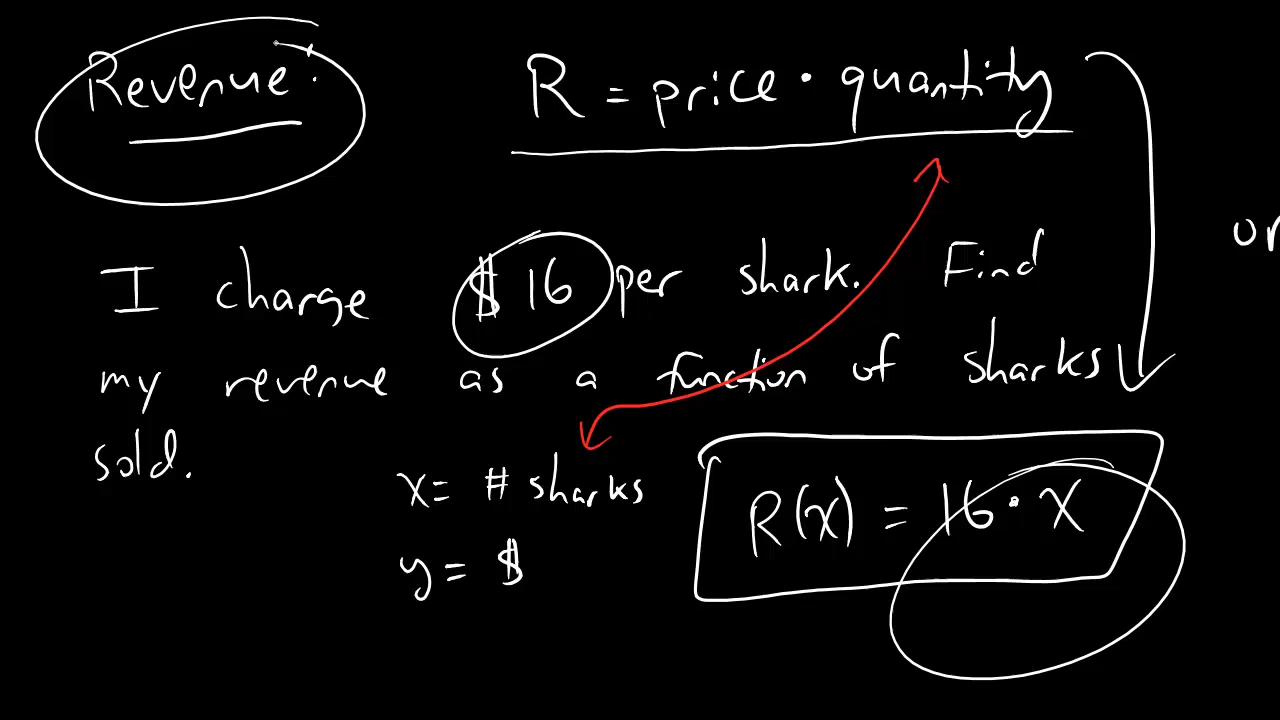 Revenue:
R = price · quantity
I charge $16 per shark. Find
my revenue as a function of sharks
sold.
x = # sharks
y = $
R(x) = 16 · x